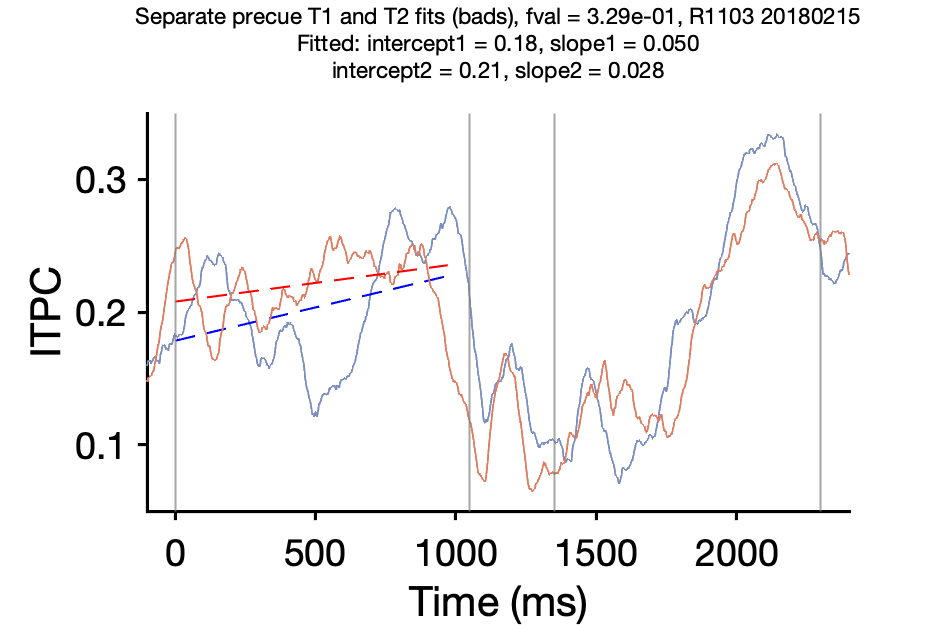 Separate precue T1 and T2 fits (bads), fval = 3.29e-01, R1103 20180215
Fitted: intercept1 = 0.18, slope1 = 0.050
intercept2 = 0.21, slope2 = 0.028
0.3
0.2
0.1
ITPC
0 500 1000 1500 2000
Time (ms)